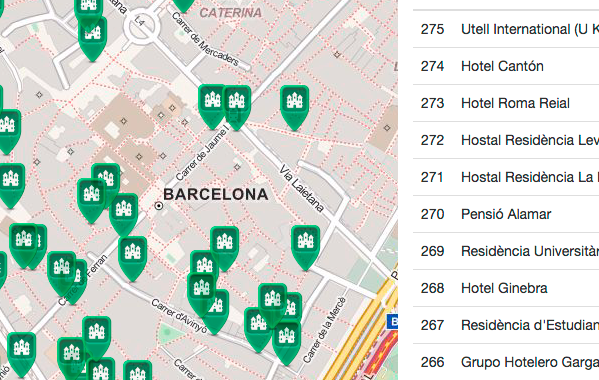 CATERINA
L4
Carrer de Mercaders
Carrer de Jaume I
Via Laietana
BARCELONA
Ferran
Carrer d'Avinyó
Carrer de la Mercè
B
275 Utell International (U K
274 Hotel Cantón
273 Hotel Roma Reial
272 Hostal Residència Lev
271 Hostal Residència La
270 Pensió Alamar
269 Residència Universitàr
268 Hotel Ginebra
267 Residència d'Estudian
266 Grupo Hotelero Garga